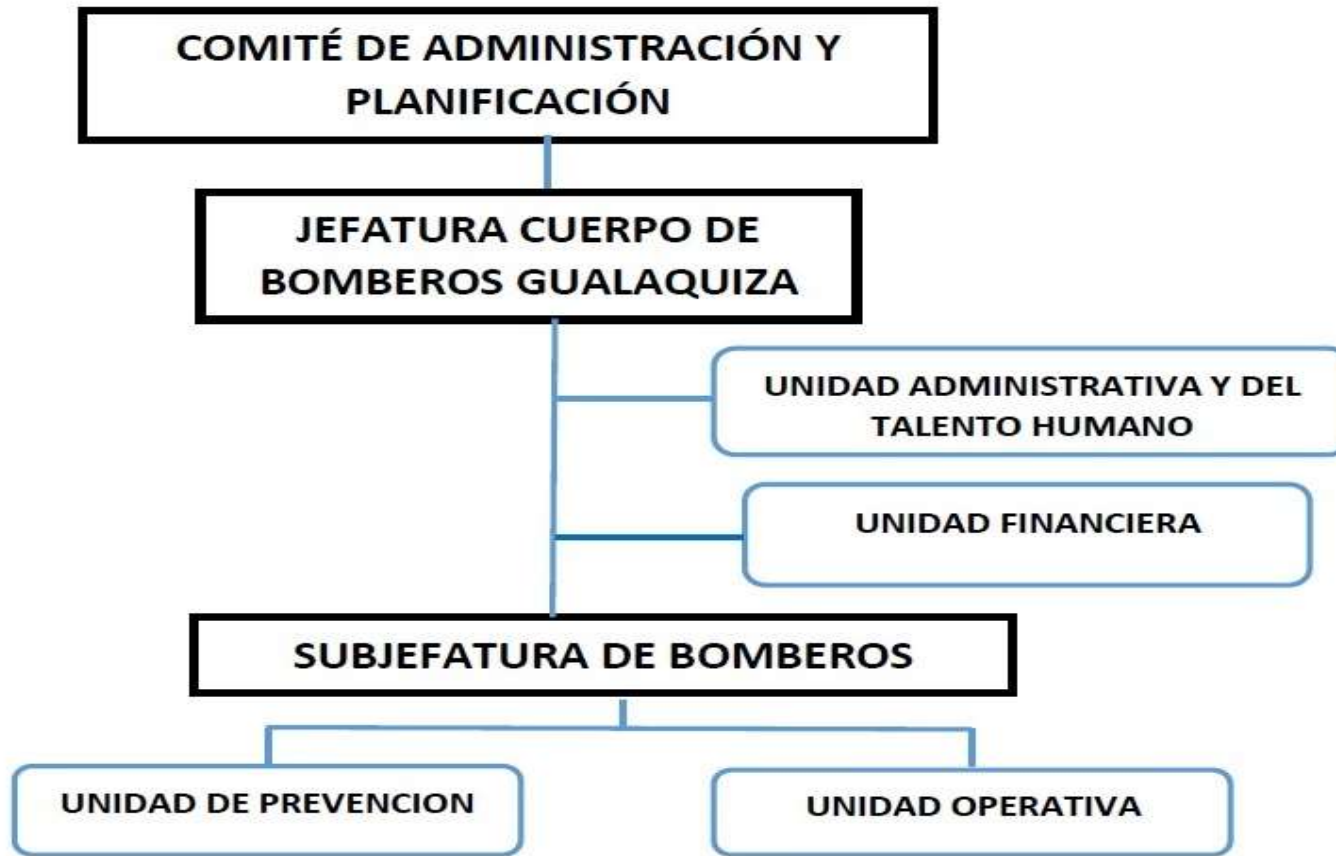 COMITÉ DE ADMINISTRACIÓN Y
PLANIFICACIÓN
JEFATURA CUERPO DE
BOMBEROS GUALAQUIZA
UNIDAD ADMINISTRATIVA Y DEL
TALENTO HUMANO
UNIDAD FINANCIERA
SUBJEFATURA DE BOMBEROS
UNIDAD DE PREVENCION
UNIDAD OPERATIVA